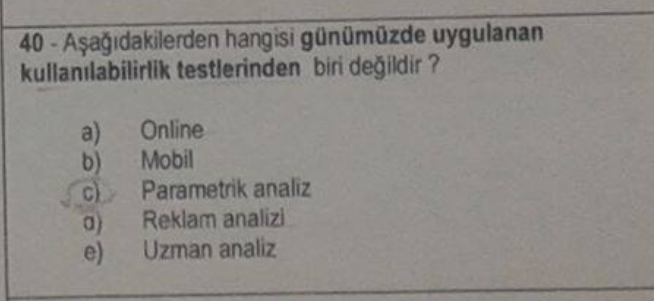 40 - Aşağıdakilerden hangisi günümüzde uygulanan
kullanılabilirlik testlerinden biri değildir ?
a) Online
b) Mobil
c) Parametrik analiz
d) Reklam analizi
e) Uzman analiz